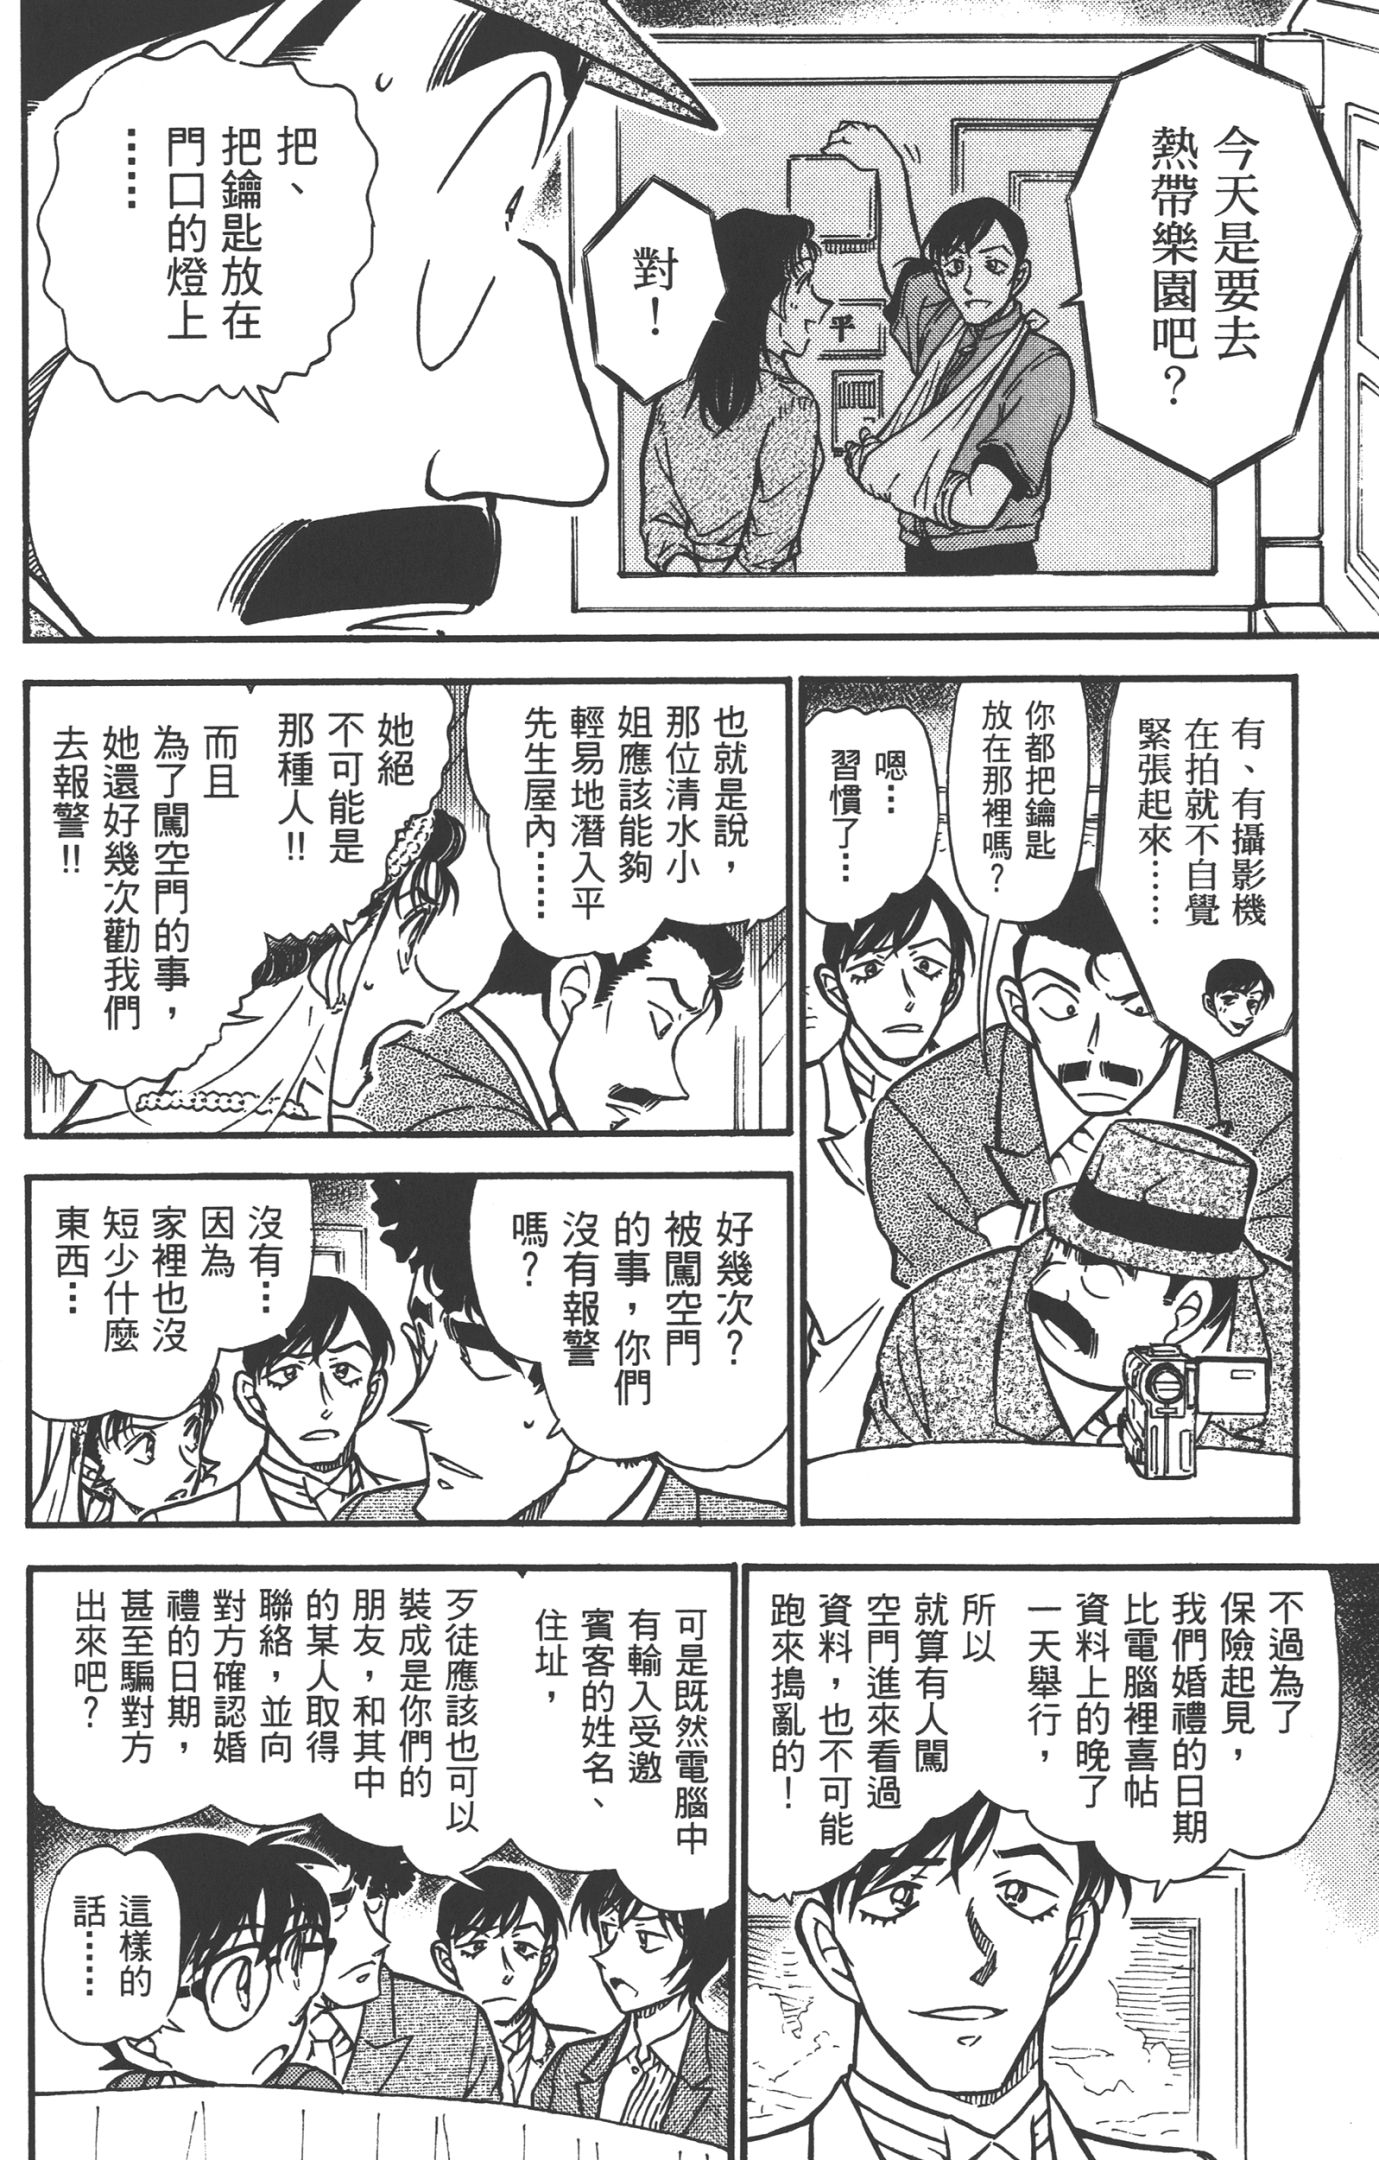 今天是要去
熱帶樂園吧？
對！
平
把、
把鑰匙放在
門口的燈上
……
有、有攝影機
在拍就不自覺
緊張起來……
你都把鑰匙
放在那裡嗎？
嗯…
習慣了…
也就是說，
那位清水小
姐應該能夠
輕易地潛入平
先生屋內……
她絕
不可能是
那種人!!
而且
為了闖空門的事，
她還好幾次勸我們
去報警!!
好幾次？
被闖空門
的事，你們
沒有報警
嗎？
沒有…
因為
家裡也沒
短少什麼
東西…
不過為了
保險起見，
我們婚禮的日期
比電腦裡喜帖
資料上的晚了
一天舉行，
所以
就算有人闖
空門進來看過
資料，也不可能
跑來搗亂的！
可是既然電腦中
有輸入受邀
賓客的姓名、
住址，
歹徒應該也可以
裝成是你們的
朋友，和其中
的某人取得
聯絡，並向
對方確認婚
禮的日期，
甚至騙對方
出來吧？
這樣的
話……